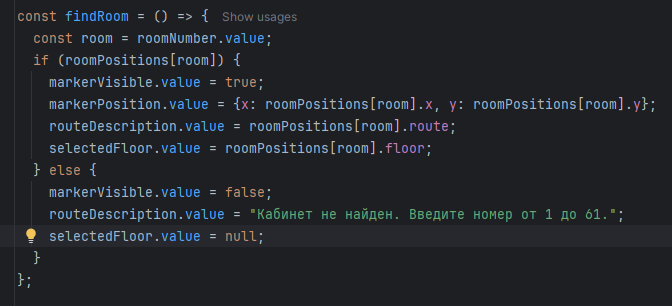 const findRoom = () => { Show usages
  const room = roomNumber.value;
  if (roomPositions[room]) {
    markerVisible.value = true;
    markerPosition.value = {x: roomPositions[room].x, y: roomPositions[room].y};
    routeDescription.value = roomPositions[room].route;
    selectedFloor.value = roomPositions[room].floor;
  } else {
    markerVisible.value = false;
    routeDescription.value = "Кабинет не найден. Введите номер от 1 до 61.";
    selectedFloor.value = null;
  }
};